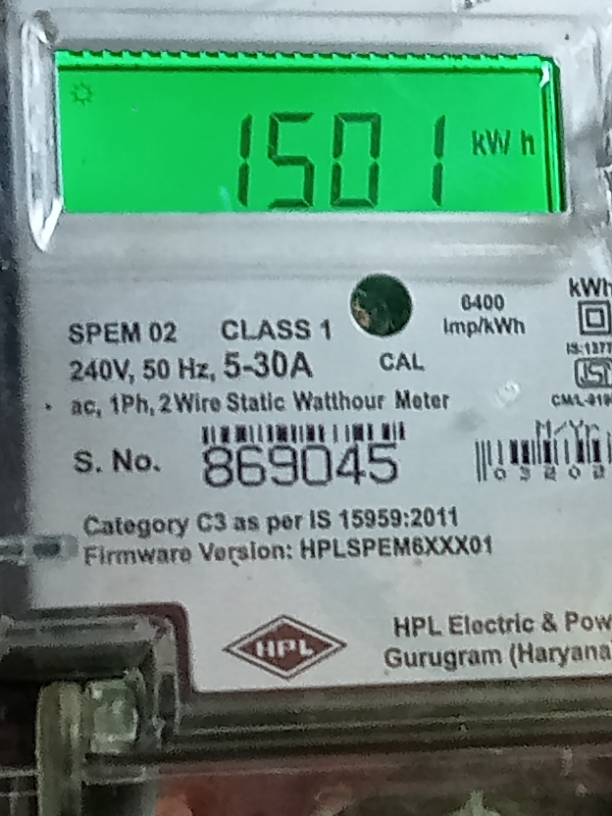 1501 kWh
kWh
6400
SPEM 02 CLASS 1 Imp/kWh
240V, 50 Hz, 5-30A CAL
ac, 1Ph, 2Wire Static Watthour Meter
M/Yr
S. No. 869045
Category C3 as per IS 15959:2011
Firmware Version: HPLSPEM6XXX01
HPL
HPL Electric & Pow
Gurugram (Haryana